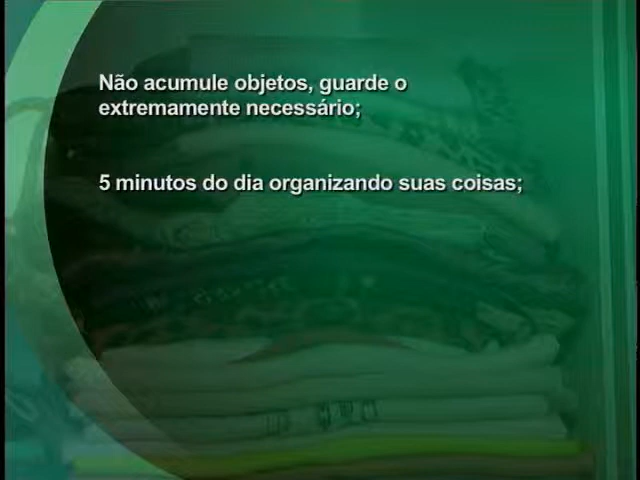 Não acumule objetos, guarde o
extremamente necessário;
5 minutos do dia organizando suas coisas;